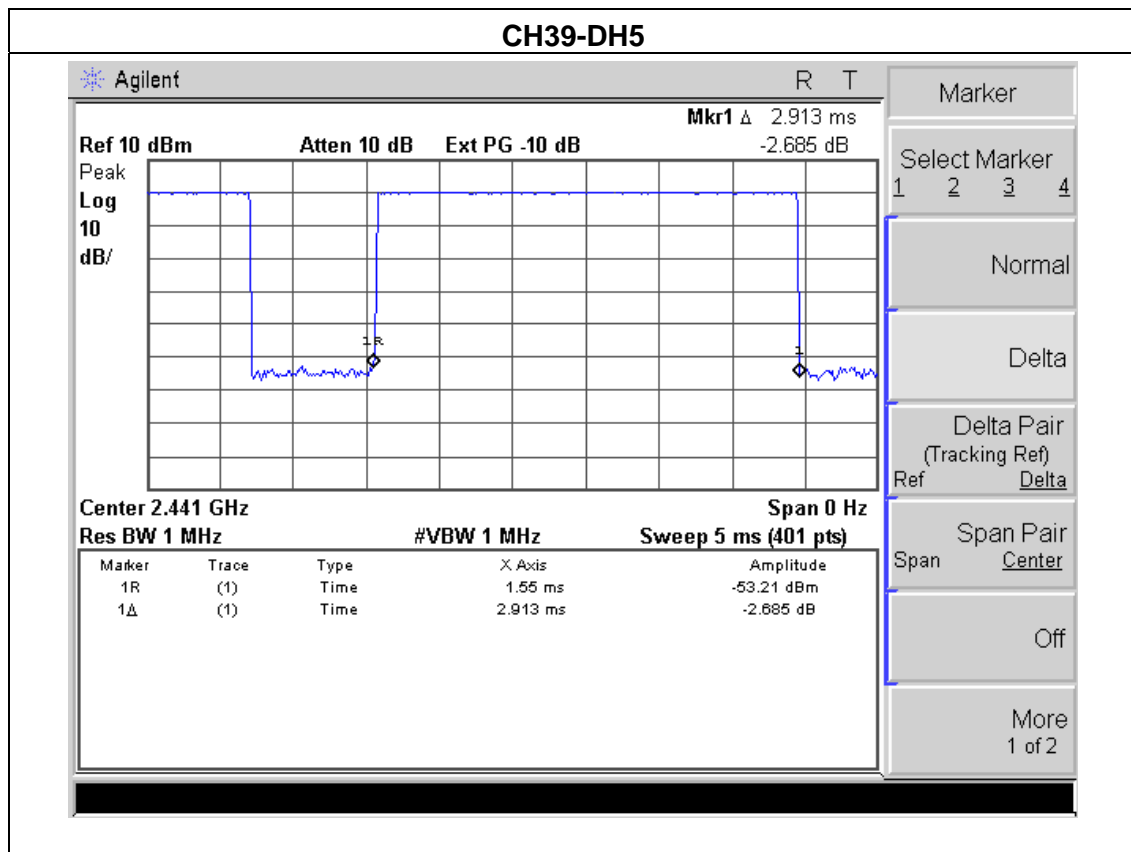 CH39-DH5
Agilent R T
Mkr1 Δ 2.913 ms
Ref 10 dBm Atten 10 dB Ext PG -10 dB -2.685 dB
Peak
Log
10
dB/
1R
1
Center 2.441 GHz Span 0 Hz
Res BW 1 MHz #VBW 1 MHz Sweep 5 ms (401 pts)
Marker Trace Type X Axis Amplitude
1R (1) Time 1.55 ms -53.21 dBm
1Δ (1) Time 2.913 ms -2.685 dB
Marker
Select Marker
1 2 3 4
Normal
Delta
Delta Pair
(Tracking Ref)
Ref Delta
Span Pair
Span Center
Off
More
1 of 2